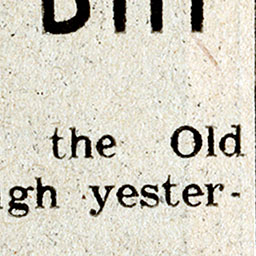 the Old
gh yester-